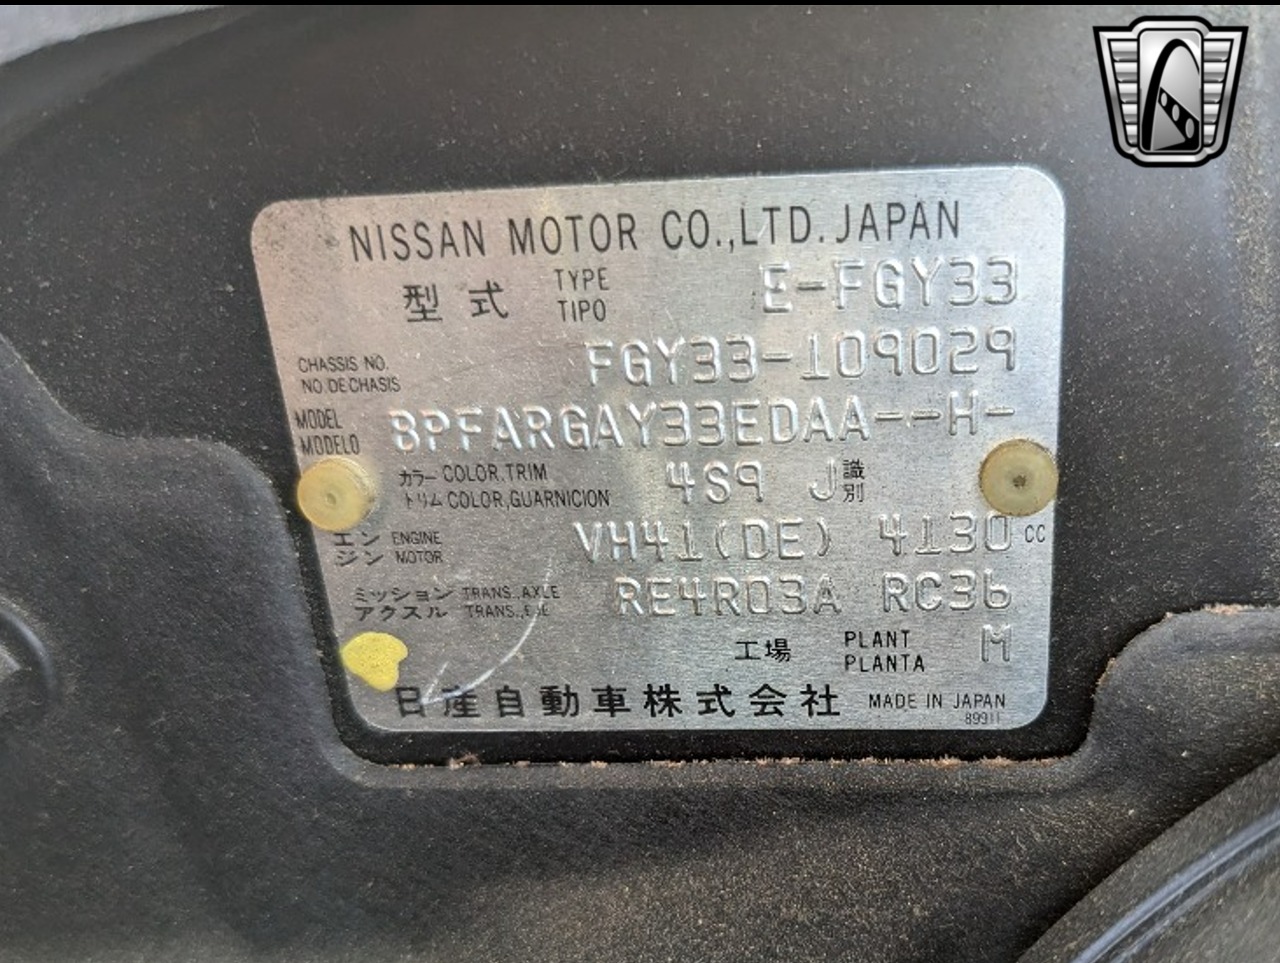 NISSAN MOTOR CO.,LTD. JAPAN
型式 TYPE TIPO E-FGY33
CHASSIS NO. NO DE CHASIS FGY33-109029
MODEL MODELO BPFARGAY33EDAA--H-
カラー COLOR,TRIM
トリム COLOR,GUARNICION 4S9 J 識別
エンジン ENGINE MOTOR VH41(DE) 4130 CC
ミッション TRANS.,AXLE
アクスル TRANS.,EJE RE4R03A RC36
工場 PLANT PLANTA M
日産自動車株式会社 MADE IN JAPAN
89911